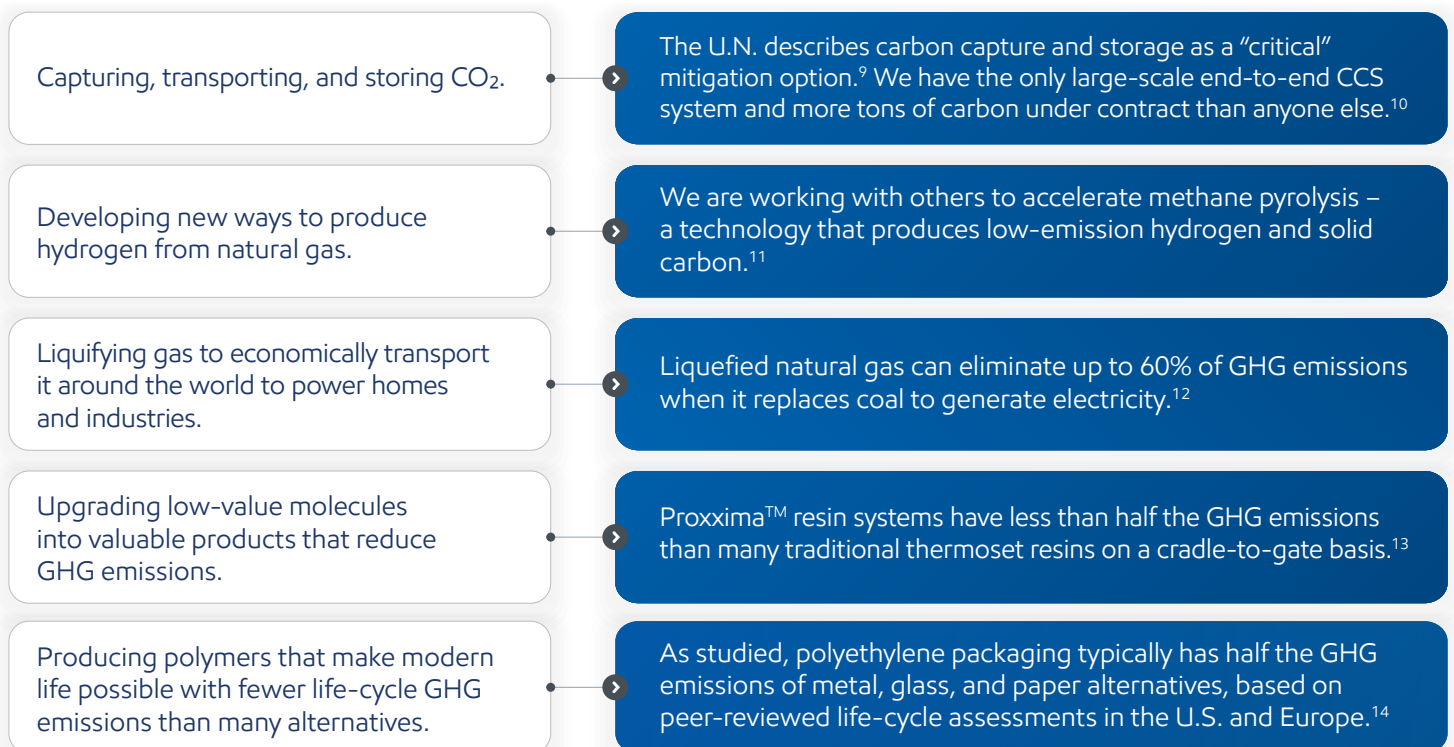 Capturing, transporting, and storing CO₂.
The U.N. describes carbon capture and storage as a “critical”
mitigation option.⁹ We have the only large-scale end-to-end CCS
system and more tons of carbon under contract than anyone else.¹⁰
Developing new ways to produce
hydrogen from natural gas.
We are working with others to accelerate methane pyrolysis –
a technology that produces low-emission hydrogen and solid
carbon.¹¹
Liquifying gas to economically transport
it around the world to power homes
and industries.
Liquefied natural gas can eliminate up to 60% of GHG emissions
when it replaces coal to generate electricity.¹²
Upgrading low-value molecules
into valuable products that reduce
GHG emissions.
Proxxima™ resin systems have less than half the GHG emissions
than many traditional thermoset resins on a cradle-to-gate basis.¹³
Producing polymers that make modern
life possible with fewer life-cycle GHG
emissions than many alternatives.
As studied, polyethylene packaging typically has half the GHG
emissions of metal, glass, and paper alternatives, based on
peer-reviewed life-cycle assessments in the U.S. and Europe.¹⁴